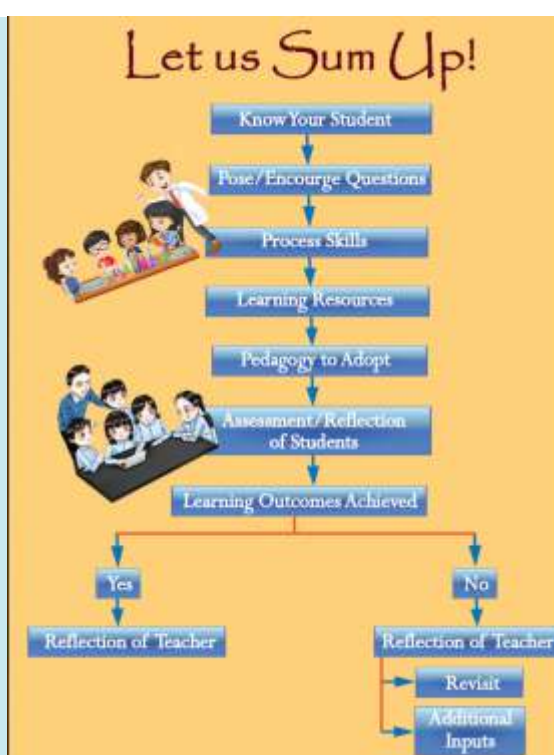 Let us Sum Up!
Know Your Student
Pose/Encourge Questions
Process Skills
Learning Resources
Pedagogy to Adopt
Assessment/Reflection
of Students
Learning Outcomes Achieved
Yes
No
Reflection of Teacher
Reflection of Teacher
Revisit
Additional
Inputs